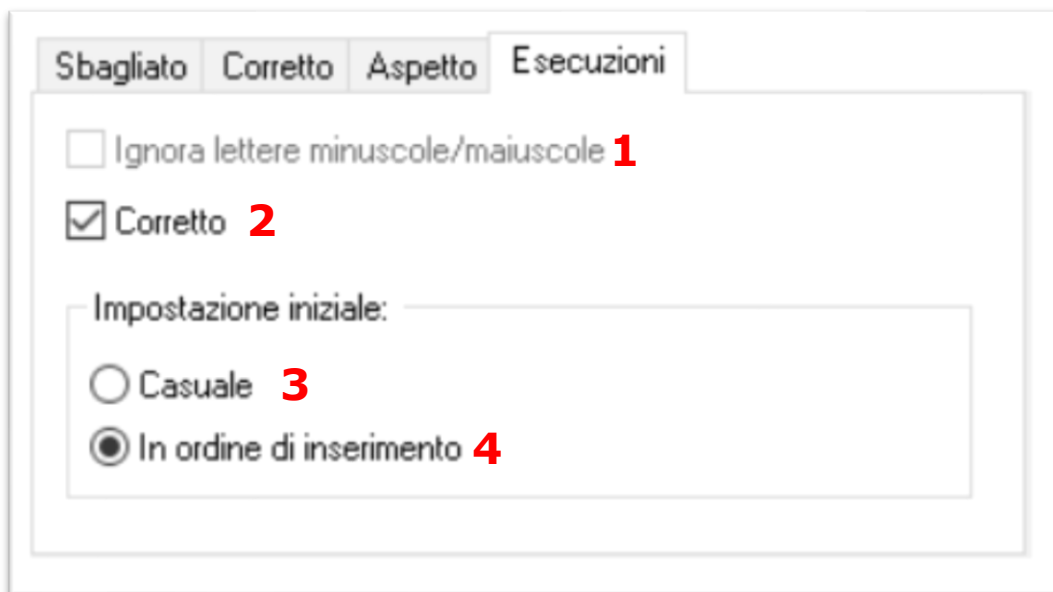 Sbagliato Corretto Aspetto Esecuzioni
Ignora lettere minuscole/maiuscole 1
Corretto 2
Impostazione iniziale:
Casuale 3
In ordine di inserimento 4